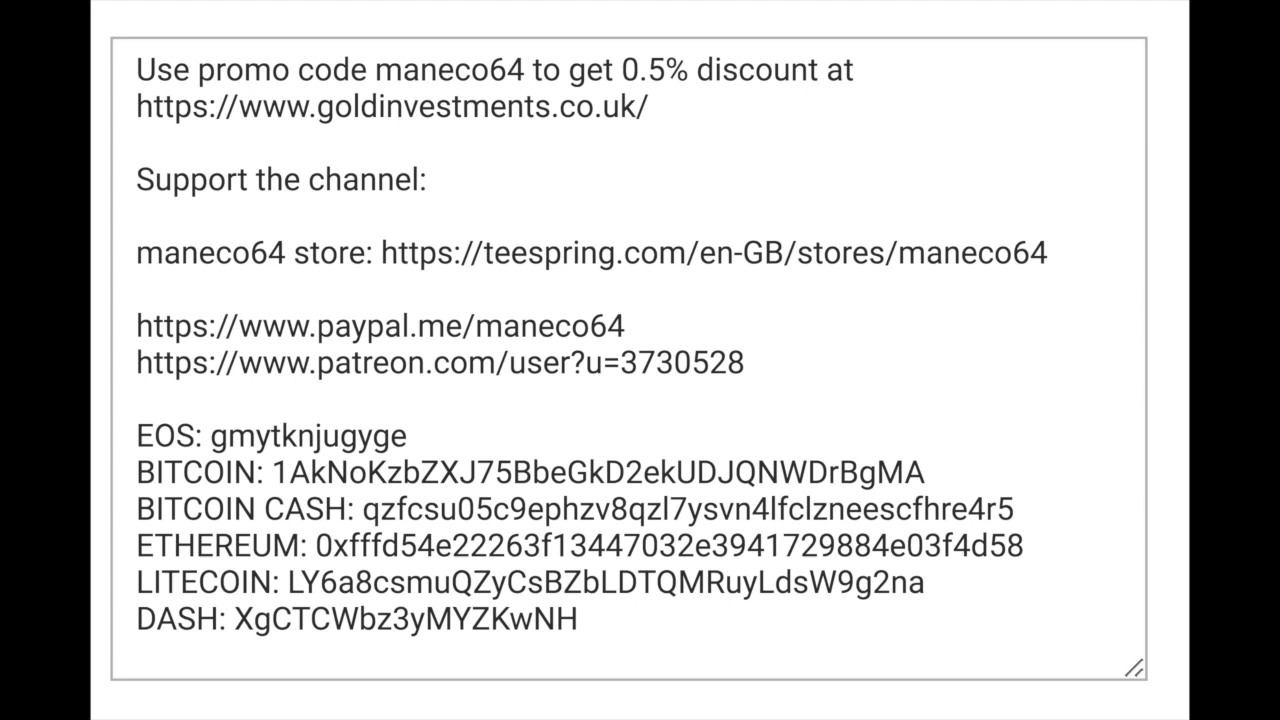 Use promo code maneco64 to get 0.5% discount at
https://www.goldinvestments.co.uk/
Support the channel:
maneco64 store: https://teespring.com/en-GB/stores/maneco64
https://www.paypal.me/maneco64
https://www.patreon.com/user?u=3730528
EOS: gmytknjugyge
BITCOIN: 1AkNoKzbZXJ75BbeGkD2ekUDJQNWDrBgMA
BITCOIN CASH: qzfcsu05c9ephzv8qzl7ysvn4lfclzneescfhre4r5
ETHEREUM: 0xfffd54e22263f13447032e3941729884e03f4d58
LITECOIN: LY6a8csmuQZyCsBZbLDTQMRuyLdsW9g2na
DASH: XgCTCWbz3yMYZKwNH